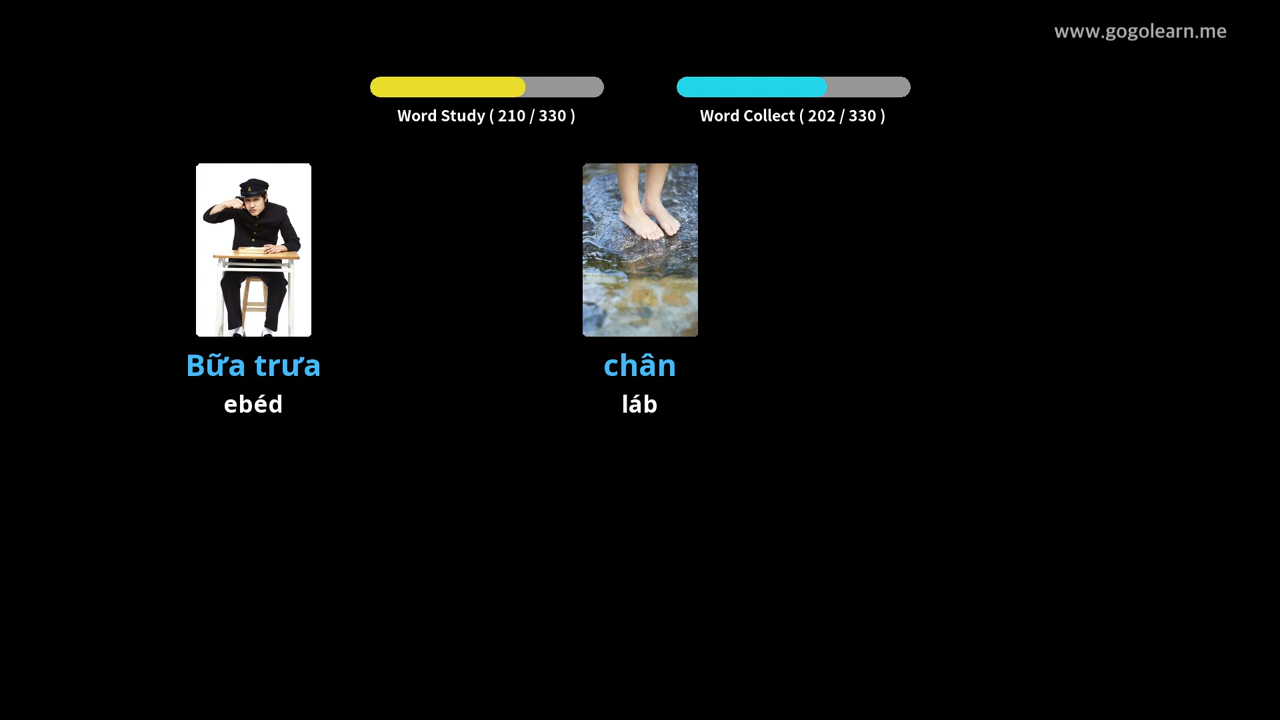 www.gogolearn.me
Word Study ( 210 / 330 )
Word Collect ( 202 / 330 )
Bữa trưa
ebéd
chân
láb